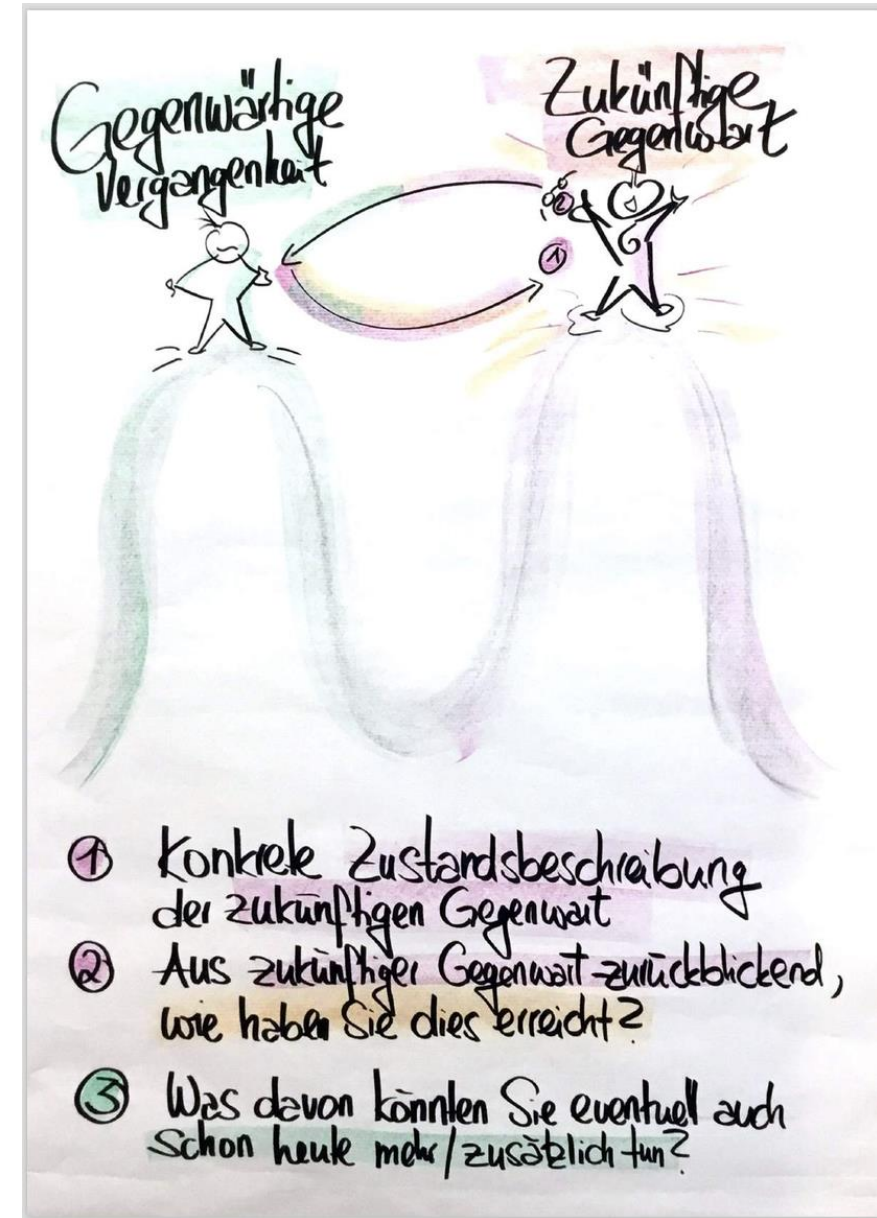 Gegenwärtige
Vergangenheit
Zukünftige
Gegenwart
2
1
1 Konkrete Zustandsbeschreibung
der zukünftigen Gegenwart
2 Aus zukünftiger Gegenwart zurückblickend,
wie haben Sie dies erreicht?
3 Was davon könnten Sie eventuell auch
schon heute mehr/zusätzlich tun?